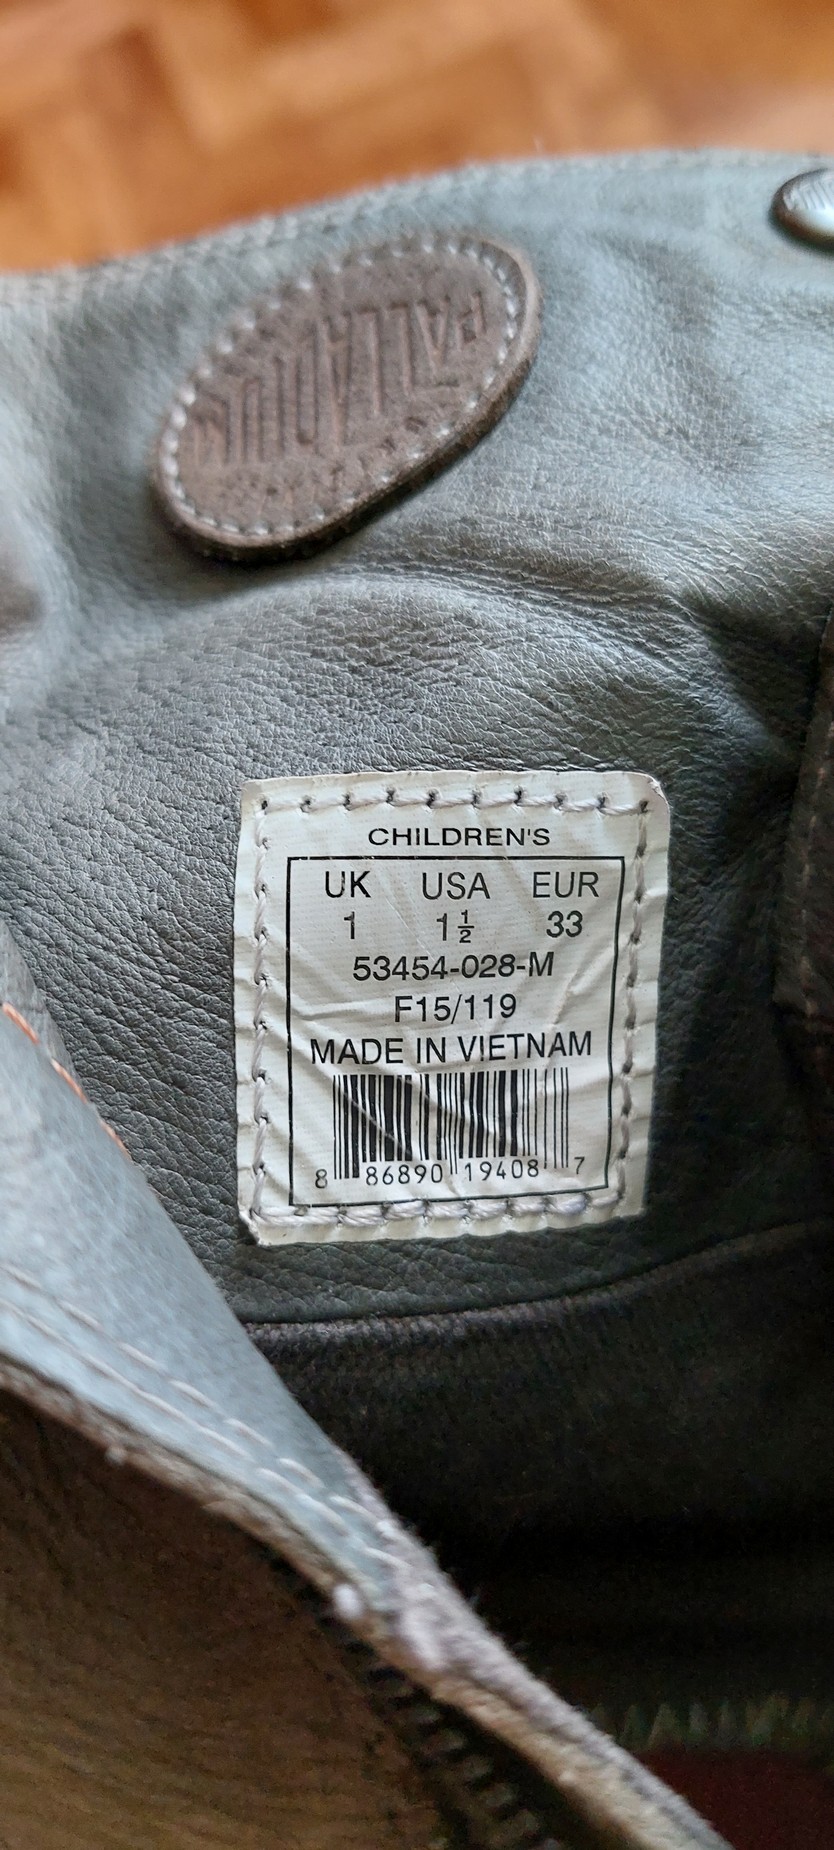 PALLADIUM
CHILDREN'S
UK USA EUR
1 1½ 33
53454-028-M
F15/119
MADE IN VIETNAM
8 86890 19408 7